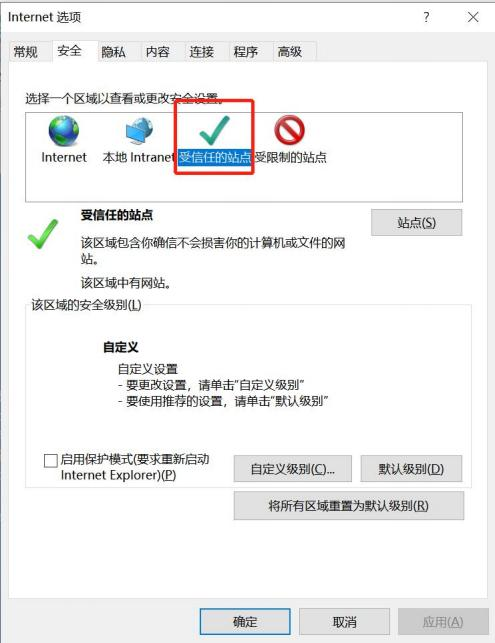 Internet 选项
?
常规 安全 隐私 内容 连接 程序 高级
选择一个区域以查看或更改安全设置。
Internet 本地 Intranet 受信任的站点 受限制的站点
受信任的站点
站点(S)
该区域包含你确信不会损害你的计算机或文件的网
站。
该区域中有网站。
该区域的安全级别(L)
自定义
自定义设置
- 要更改设置，请单击"自定义级别"
- 要使用推荐的设置，请单击"默认级别"
启用保护模式(要求重新启动
Internet Explorer)(P)
自定义级别(C)... 默认级别(D)
将所有区域重置为默认级别(R)
确定 取消 应用(A)